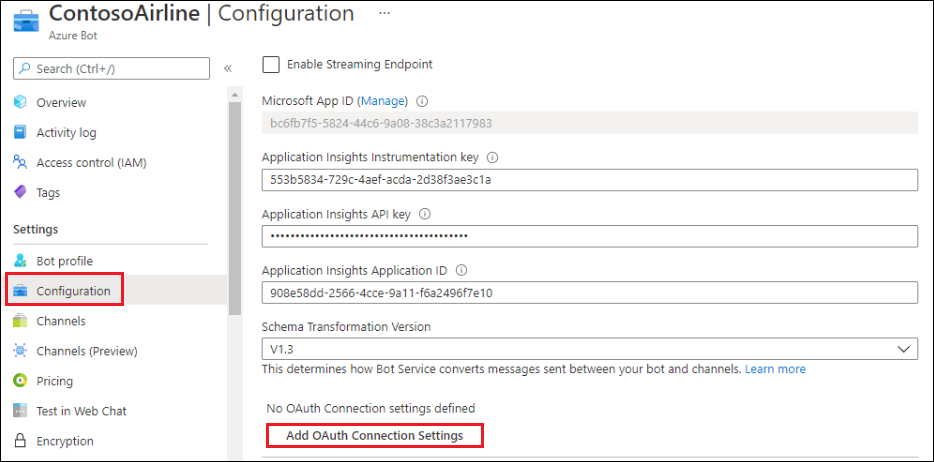 ContosoAirline | Configuration ...
Azure Bot
Search (Ctrl+/)
«
Overview
Activity log
Access control (IAM)
Tags
Settings
Bot profile
Configuration
Channels
Channels (Preview)
Pricing
Test in Web Chat
Encryption
Enable Streaming Endpoint
Microsoft App ID (Manage)
bc6fb7f5-5824-44c6-9a08-38c3a2117983
Application Insights Instrumentation key
553b5834-729c-4aef-acda-2d38f3ae3c1a
Application Insights API key
••••••••••••••••••••••••••••••••••••••••
Application Insights Application ID
908e58dd-2566-4cce-9a11-f6a2496f7e10
Schema Transformation Version
V1.3
This determines how Bot Service converts messages sent between your bot and channels. Learn more
No OAuth Connection settings defined
Add OAuth Connection Settings